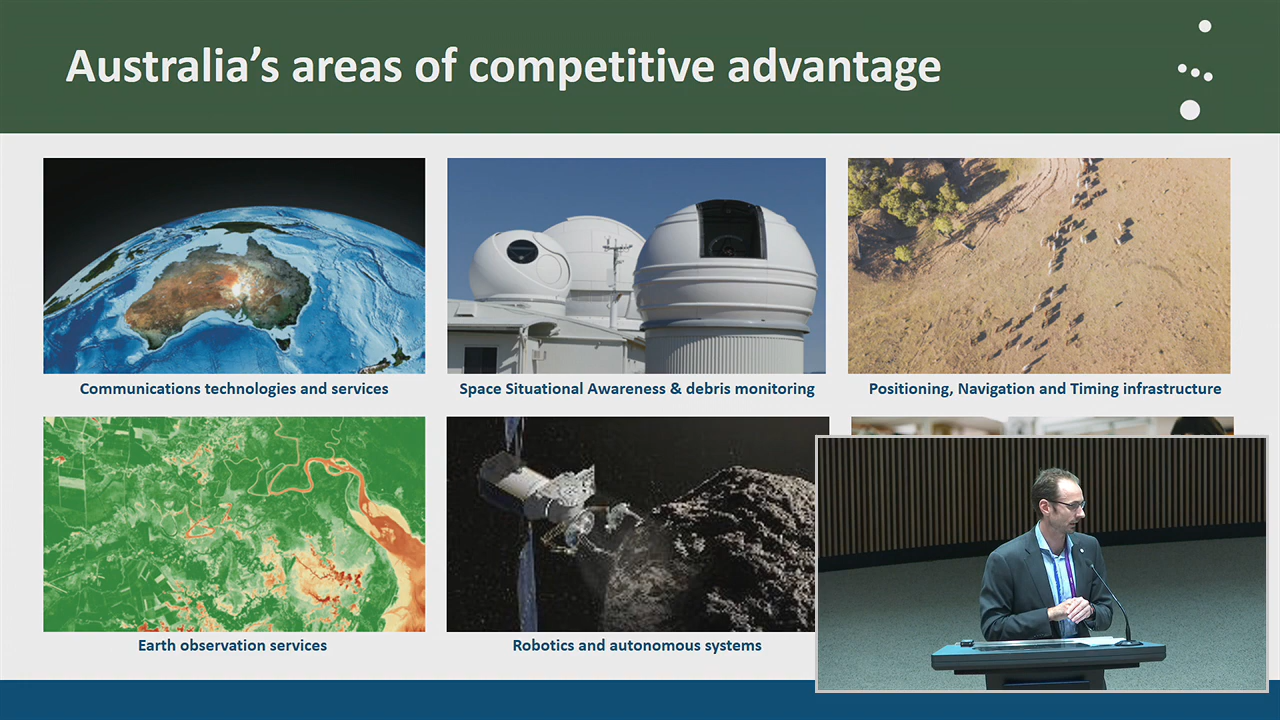 Australia’s areas of competitive advantage
Communications technologies and services
Space Situational Awareness & debris monitoring
Positioning, Navigation and Timing infrastructure
Earth observation services
Robotics and autonomous systems